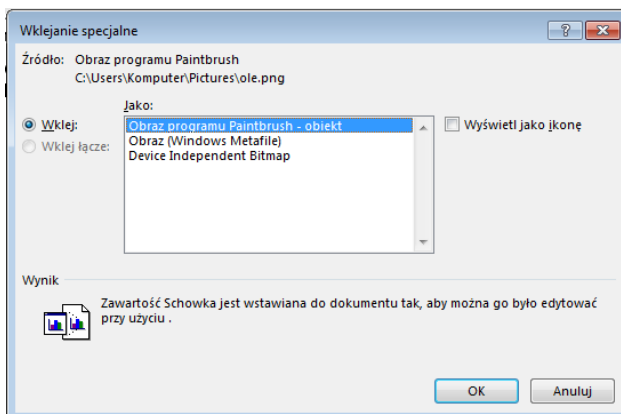 Wklejanie specjalne
Źródło: Obraz programu Paintbrush
C:\Users\Komputer\Pictures\ole.png
Jako:
Wklej:
Wklej łącze:
Obraz programu Paintbrush - obiekt
Obraz (Windows Metafile)
Device Independent Bitmap
Wyświetl jako ikonę
Wynik
Zawartość Schowka jest wstawiana do dokumentu tak, aby można go było edytować
przy użyciu .
OK
Anuluj